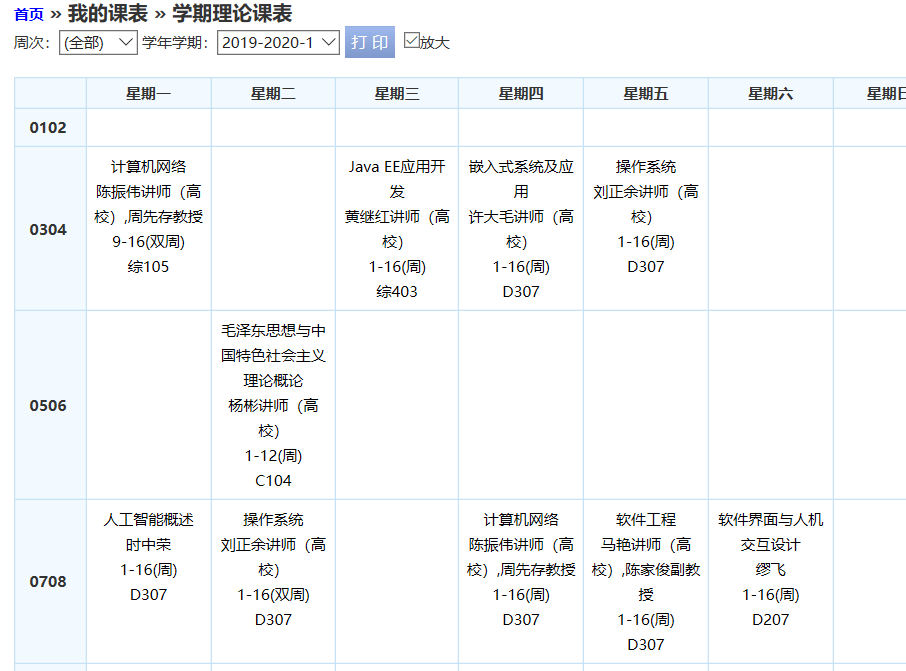 首页 » 我的课表 » 学期理论课表
周次: (全部) 学年学期: 2019-2020-1 打 印 放大
星期一 星期二 星期三 星期四 星期五 星期六 星期日
0102
0304
计算机网络
陈振伟讲师（高
校）,周先存教授
9-16(双周)
综105
Java EE应用开
发
黄继红讲师（高
校）
1-16(周)
综403
嵌入式系统及应
用
许大毛讲师（高
校）
1-16(周)
D307
操作系统
刘正余讲师（高
校）
1-16(周)
D307
0506
毛泽东思想与中
国特色社会主义
理论概论
杨彬讲师（高
校）
1-12(周)
C104
0708
人工智能概述
时中荣
1-16(周)
D307
操作系统
刘正余讲师（高
校）
1-16(双周)
D307
计算机网络
陈振伟讲师（高
校）,周先存教授
1-16(周)
D307
软件工程
马艳讲师（高
校）,陈家俊副教
授
1-16(周)
D307
软件界面与人机
交互设计
缪飞
1-16(周)
D207